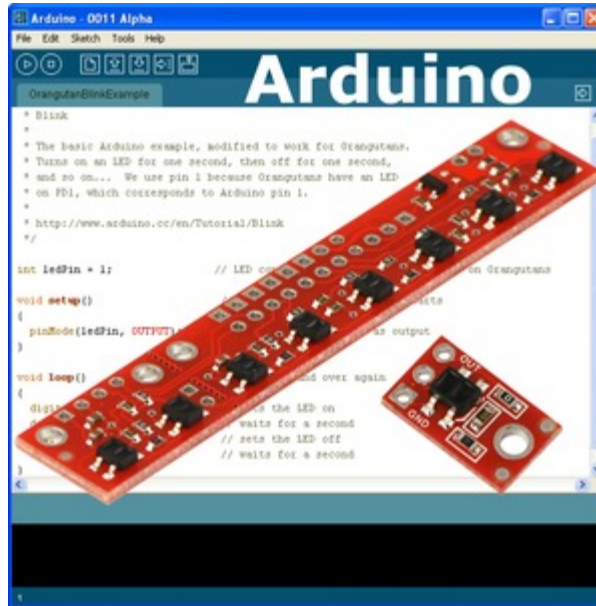 Arduino - 0011 Alpha
File Edit Sketch Tools Help
Arduino
OrangutanBlinkExample
* Blink
*
* The basic Arduino example, modified to work for Orangutans.
* Turns on an LED for one second, then off for one second,
* and so on... We use pin 1 because Orangutans have an LED
* on PD1, which corresponds to Arduino pin 1.
*
* http://www.arduino.cc/en/Tutorial/Blink
*/
int ledPin = 1; // LED on Orangutans
void setup() //
{
pinMode(ledPin, OUTPUT); as output
}
void loop() and over again
{
the LED on
// waits for a second
// sets the LED off
// waits for a second
}
OUT
GND
1